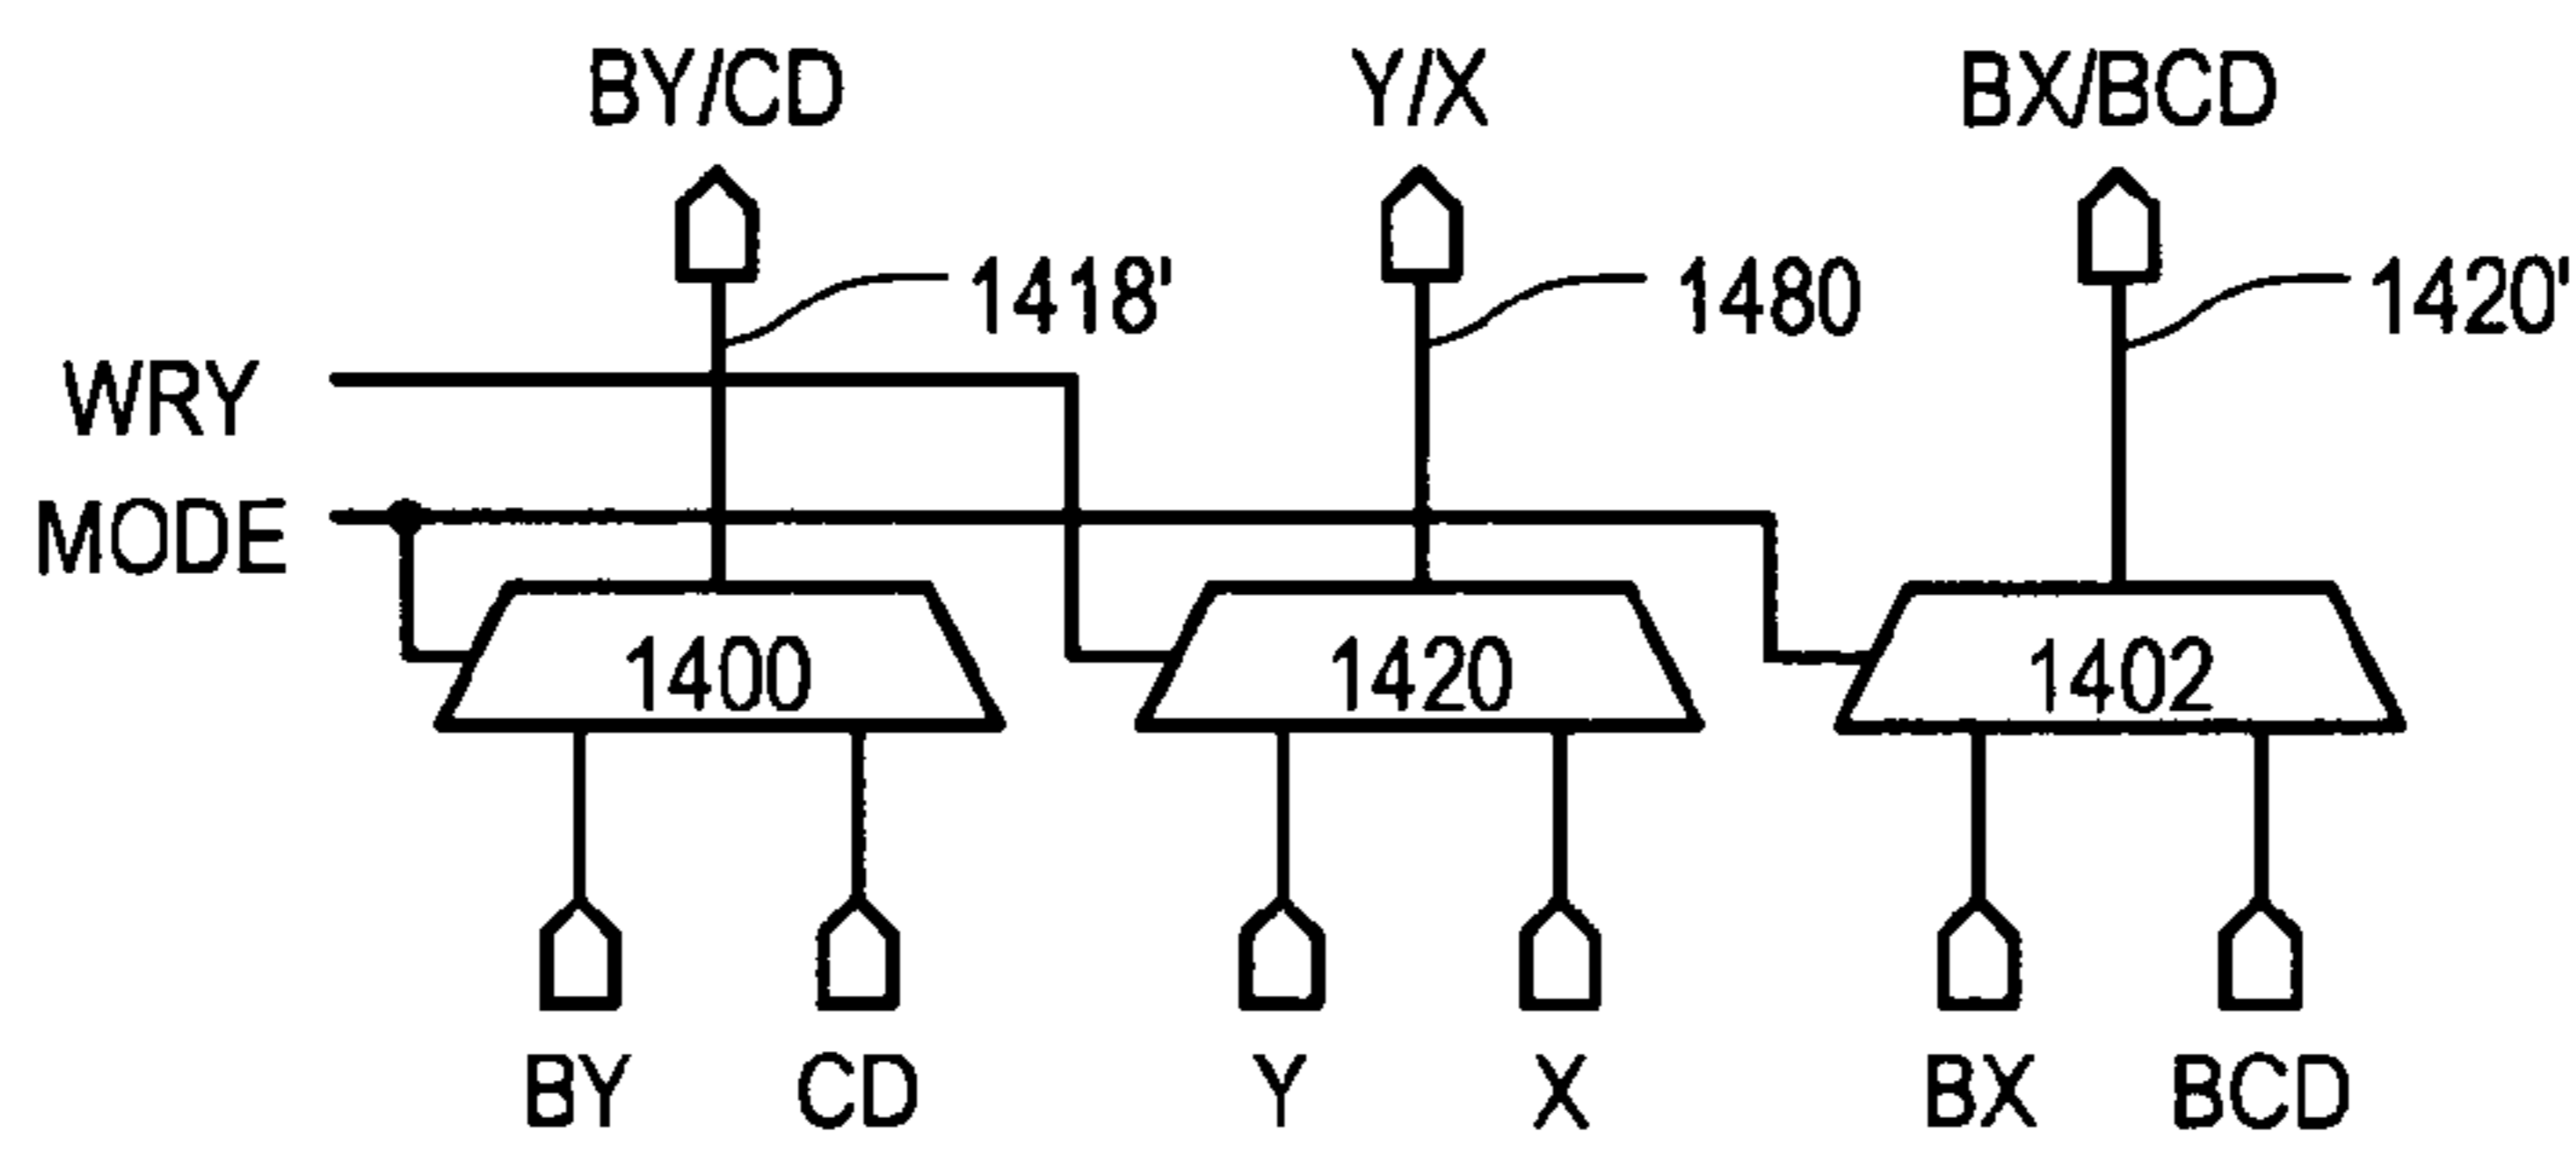 BY/CD Y/X BX/BCD
1418' 1480 1420'
WRY
MODE
1400 1420 1402
BY CD Y X BX BCD